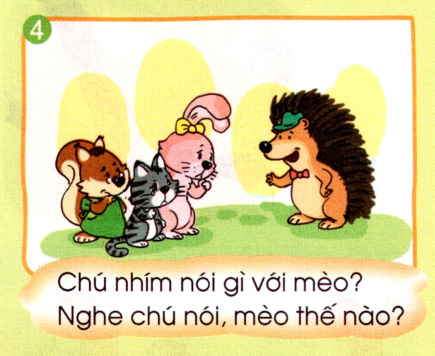 4
Chú nhím nói gì với mèo?
Nghe chú nói, mèo thế nào?